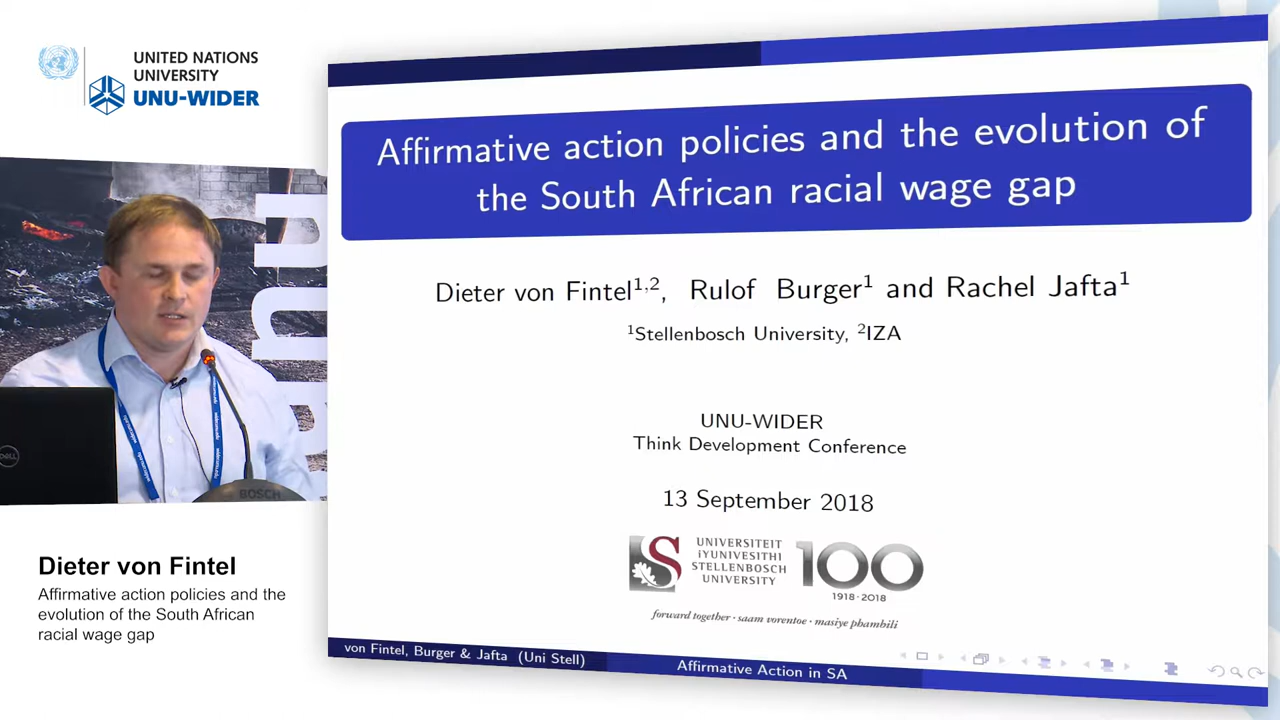 UNITED NATIONS
UNIVERSITY
UNU-WIDER
Affirmative action policies and the evolution of
the South African racial wage gap
Dieter von Fintel1,2, Rulof Burger1 and Rachel Jafta1
1Stellenbosch University, 2IZA
UNU-WIDER
Think Development Conference
13 September 2018
UNIVERSITEIT
iYUNIVESITHI
STELLENBOSCH
UNIVERSITY
100
1918·2018
forward together · saam vorentoe · masiye phambili
von Fintel, Burger & Jafta (Uni Stell)
Affirmative Action in SA
DELL
BOSCH
unu
Dieter von Fintel
Affirmative action policies and the
evolution of the South African
racial wage gap